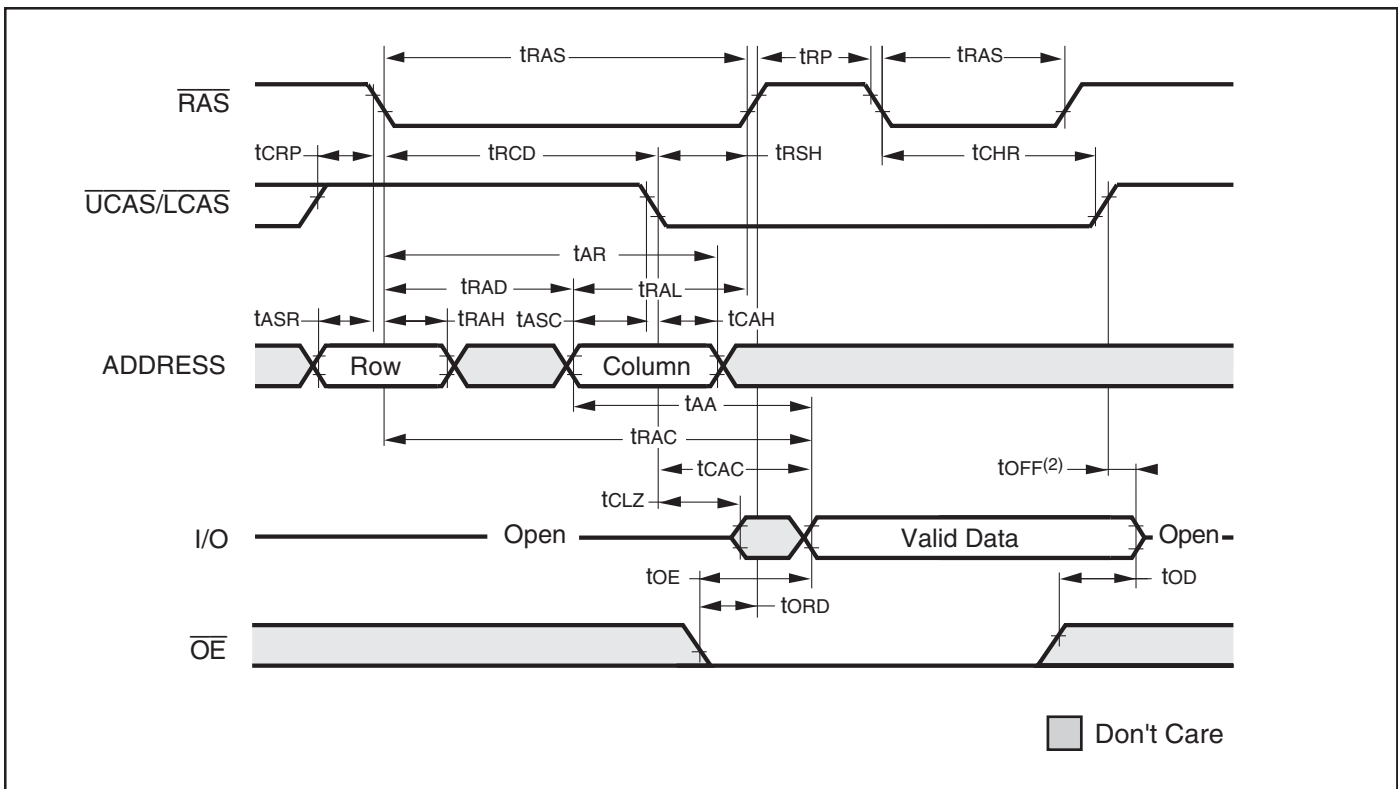 tRAS tRP tRAS
RAS
tCRP tRCD tRSH tCHR
UCAS/LCAS
tAR
tRAD tRAL
tASR tRAH tASC tCAH
ADDRESS Row Column
tAA
tRAC
tCAC tOFF(2)
tCLZ
I/O Open Valid Data Open
tOE tOD
tORD
OE
Don't Care